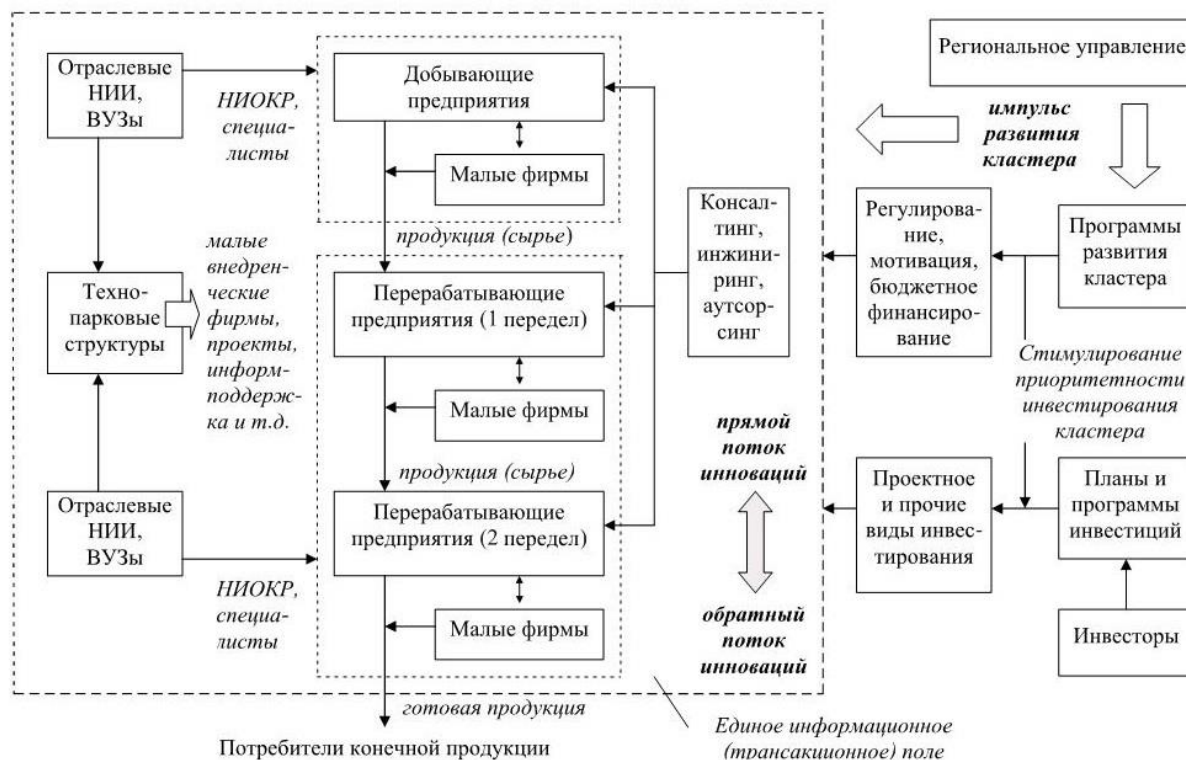 Региональное управление
Отраслевые
НИИ,
ВУЗы
НИОКР,
специа-
листы
Добывающие
предприятия
Малые фирмы
продукция (сырье)
импульс
развития
кластера
Консал-
тинг,
инжини-
ринг,
аутсор-
синг
Регулирова-
ние,
мотивация,
бюджетное
финансиро-
вание
Программы
развития
кластера
малые
внедрен-
ческие
фирмы,
проекты,
информ-
поддерж-
ка и т.д.
Техно-
парковые
структуры
Перерабатывающие
предприятия (1 передел)
Малые фирмы
продукция (сырье)
Стимулирование
приоритетности
инвестирования
кластера
прямой
поток
инноваций
Отраслевые
НИИ,
ВУЗы
НИОКР,
специа-
листы
Перерабатывающие
предприятия (2 передел)
Малые фирмы
Проектное
и прочие
виды инвес-
тирования
Планы и
программы
инвестиций
обратный
поток
инноваций
Инвесторы
готовая продукция
Потребители конечной продукции
Единое информационное
(трансакционное) поле